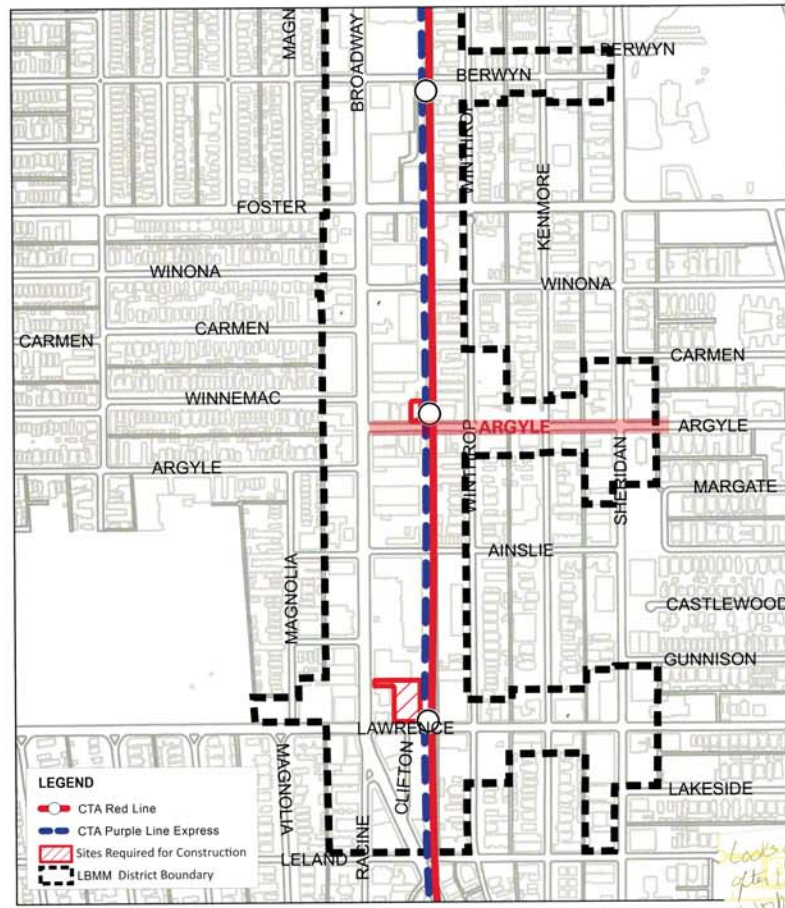 MAGN
BROADWAY
BERWYN
BERWYN
WINTHROP
KENMORE
FOSTER
WINONA
WINONA
CARMEN
CARMEN
CARMEN
WINNEMAC
ARGYLE
ARGYLE
ARGYLE
WINTHROP
SHERIDAN
MARGATE
AINSLIE
MAGNOLIA
CASTLEWOOD
GUNNISON
LAWRENCE
CLIFTON
MAGNOLIA
LAKESIDE
RACINE
LELAND
LEGEND
CTA Red Line
CTA Purple Line Express
Sites Required for Construction
LBMM District Boundary
Looks